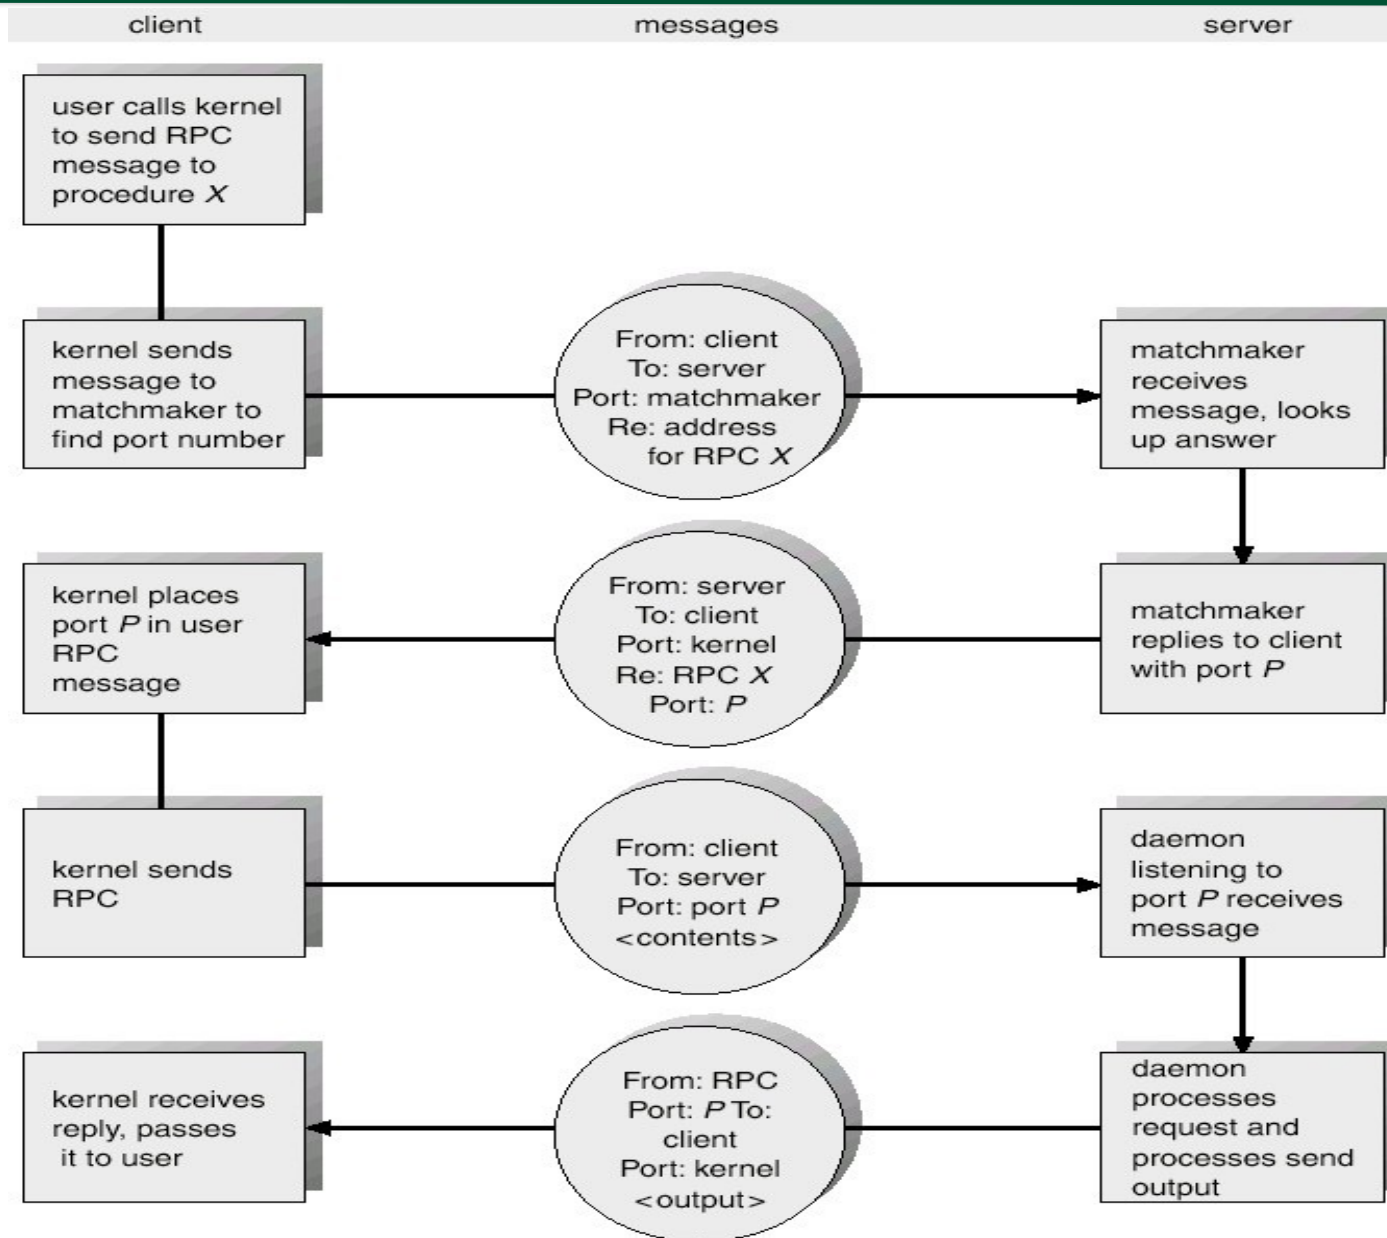 client
messages
server
user calls kernel
to send RPC
message to
procedure X
kernel sends
message to
matchmaker to
find port number
From: client
To: server
Port: matchmaker
Re: address
for RPC X
matchmaker
receives
message, looks
up answer
kernel places
port P in user
RPC
message
From: server
To: client
Port: kernel
Re: RPC X
Port: P
matchmaker
replies to client
with port P
kernel sends
RPC
From: client
To: server
Port: port P
<contents>
daemon
listening to
port P receives
message
kernel receives
reply, passes
it to user
From: RPC
Port: P To:
client
Port: kernel
<output>
daemon
processes
request and
processes send
output